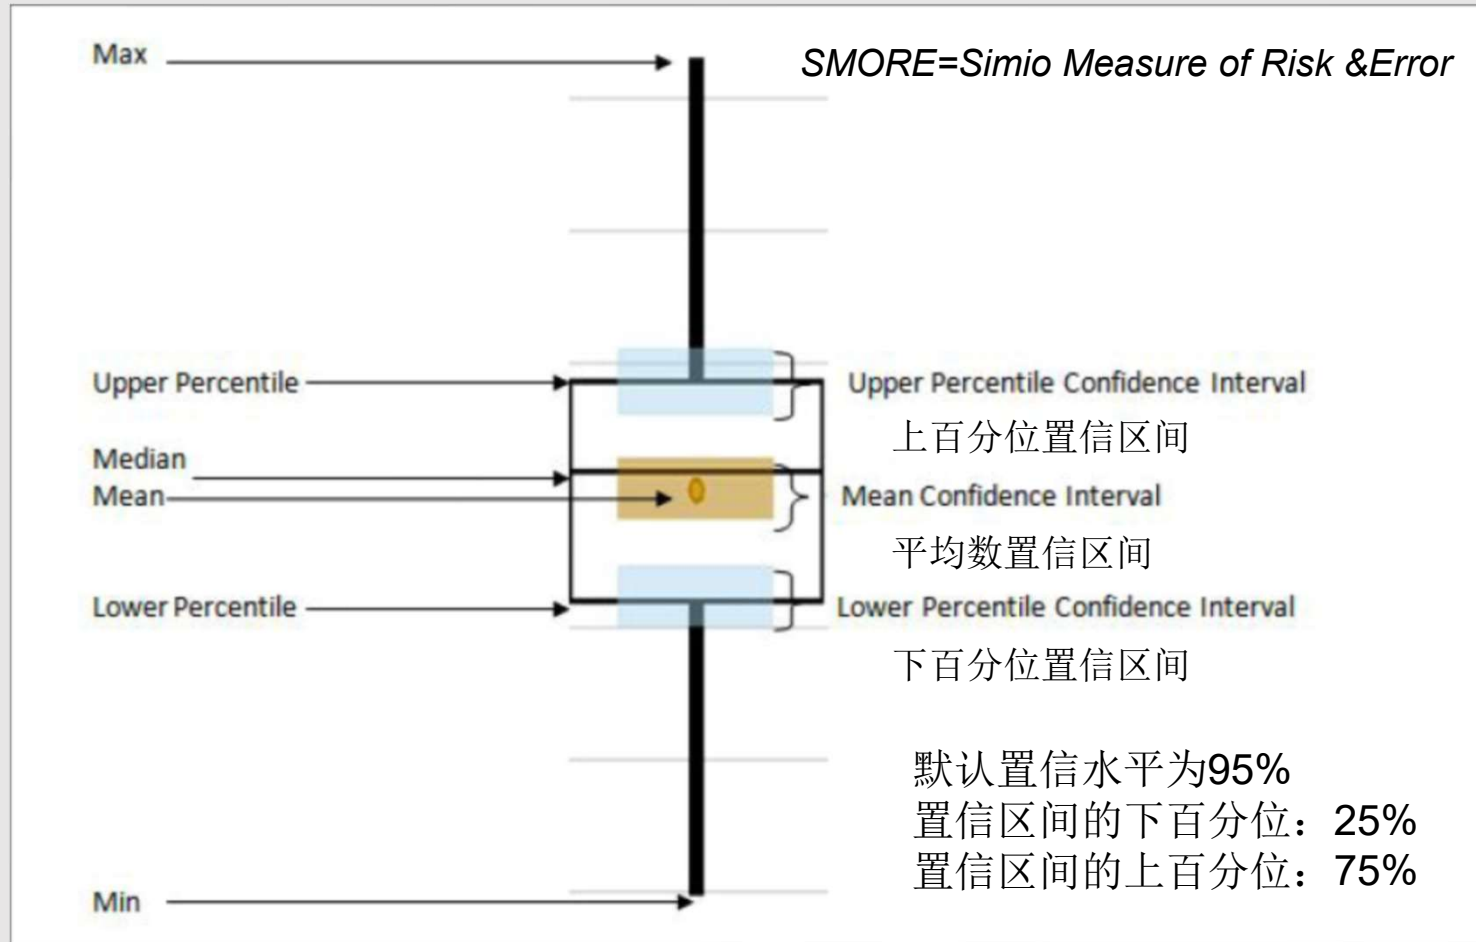 Max
SMORE=Simio Measure of Risk &Error
Upper Percentile
Upper Percentile Confidence Interval
上百分位置信区间
Median
Mean
Mean Confidence Interval
平均数置信区间
Lower Percentile
Lower Percentile Confidence Interval
下百分位置信区间
默认置信水平为95%
置信区间的下百分位：25%
置信区间的上百分位：75%
Min